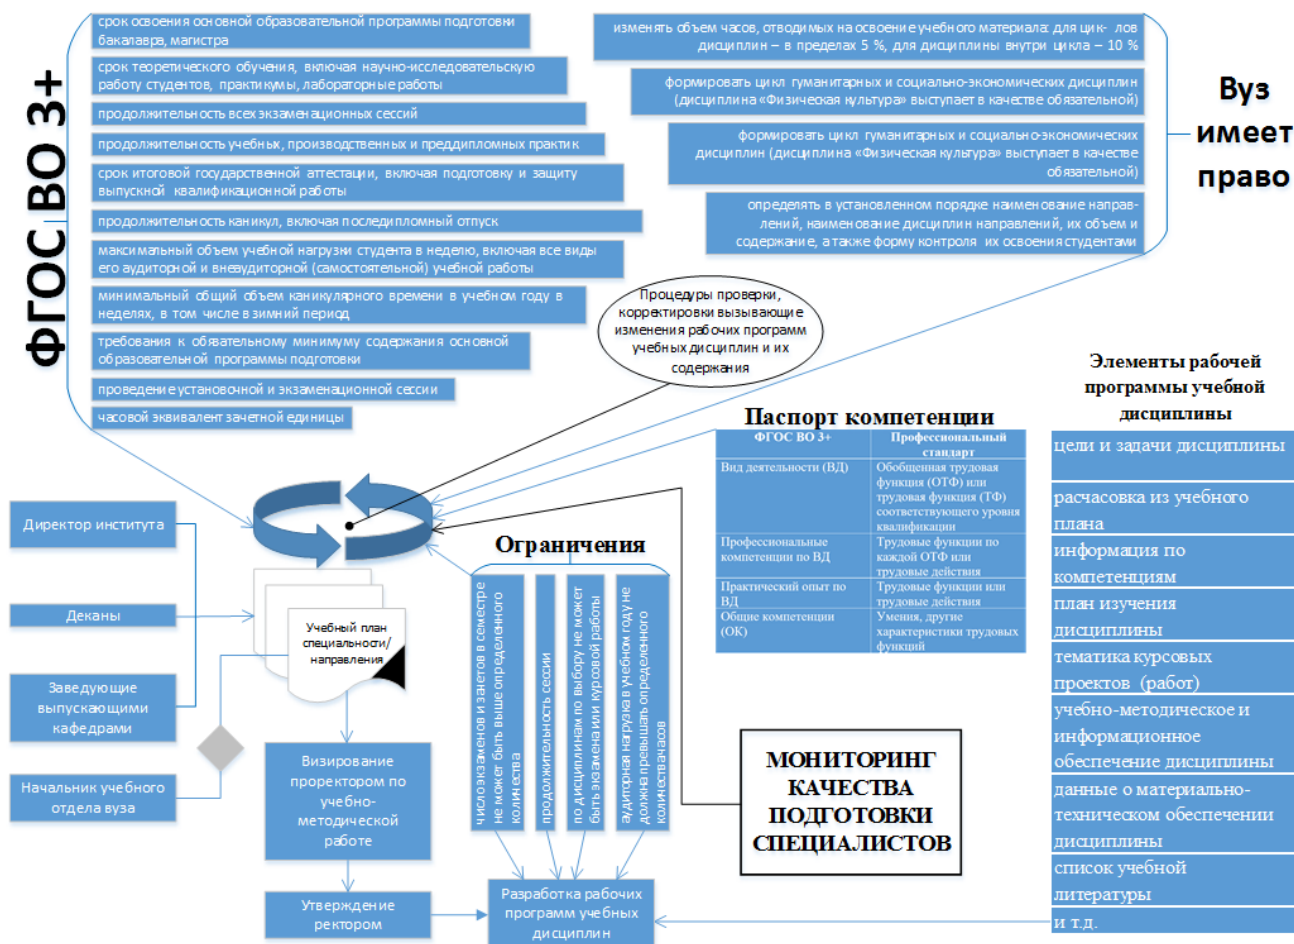 ФГОС ВО 3+
срок освоения основной образовательной программы подготовки
бакалавра, магистра
срок теоретического обучения, включая научно-исследовательскую
работу студентов, практикумы, лабораторные работы
продолжительность всех экзаменационных сессий
продолжительность учебных, производственных и преддипломных практик
срок итоговой государственной аттестации, включая подготовку и защиту
выпускной квалификационной работы
продолжительность каникул, включая последипломный отпуск
максимальный объем учебной нагрузки студента в неделю, включая все виды
его аудиторной и внеаудиторной (самостоятельной) учебной работы
минимальный общий объем каникулярного времени в учебном году в
неделях, в том числе в зимний период
требования к обязательному минимуму содержания основной
образовательной программы подготовки
проведение установочной и экзаменационной сессии
часовой эквивалент зачетной единицы
изменять объем часов, отводимых на освоение учебного материала: для цик- лов
дисциплин – в пределах 5 %, для дисциплины внутри цикла – 10 %
формировать цикл гуманитарных и социально-экономических дисциплин
(дисциплина «Физическая культура» выступает в качестве обязательной)
формировать цикл гуманитарных и социально-экономических
дисциплин (дисциплина «Физическая культура» выступает в качестве
обязательной)
определять в установленном порядке наименование направ-
лений, наименование дисциплин направлений, их объем и
содержание, а также форму контроля их освоения студентами
Вуз
имеет
право
Процедуры проверки,
корректировки вызывающие
изменения рабочих программ
учебных дисциплин и их
содержания
Паспорт компетенции
ФГОС ВО 3+
Профессиональный
стандарт
Вид деятельности (ВД)
Обобщенная трудовая
функция (ОТФ) или
трудовая функция (ТФ)
соответствующего уровня
квалификации
Профессиональные
компетенции по ВД
Трудовые функции по
каждой ОТФ или
трудовые действия
Практический опыт по
ВД
Трудовые функции или
трудовые действия
Общие компетенции
(ОК)
Умения, другие
характеристики трудовых
функций
Элементы рабочей
программы учебной
дисциплины
цели и задачи дисциплины
расчасовка из учебного
плана
информация по
компетенциям
план изучения
дисциплины
тематика курсовых
проектов (работ)
учебно-методическое и
информационное
обеспечение дисциплины
данные о материально-
техническом обеспечении
дисциплины
список учебной
литературы
и т.д.
Директор института
Деканы
Заведующие
выпускающими
кафедрами
Начальник учебного
отдела вуза
Учебный план
специальности/
направления
Визирование
проректором по
учебно-
методической
работе
Утверждение
ректором
Ограничения
число экзаменов и зачетов в семестре
не может быть выше определенного
количества
продолжительность сессии
по дисциплинам по выбору не может
быть экзамена или курсовой работы
аудиторная нагрузка в учебном году не
должна превышать определенного
количества часов
Разработка рабочих
программ учебных
дисциплин
МОНИТОРИНГ
КАЧЕСТВА
ПОДГОТОВКИ
СПЕЦИАЛИСТОВ